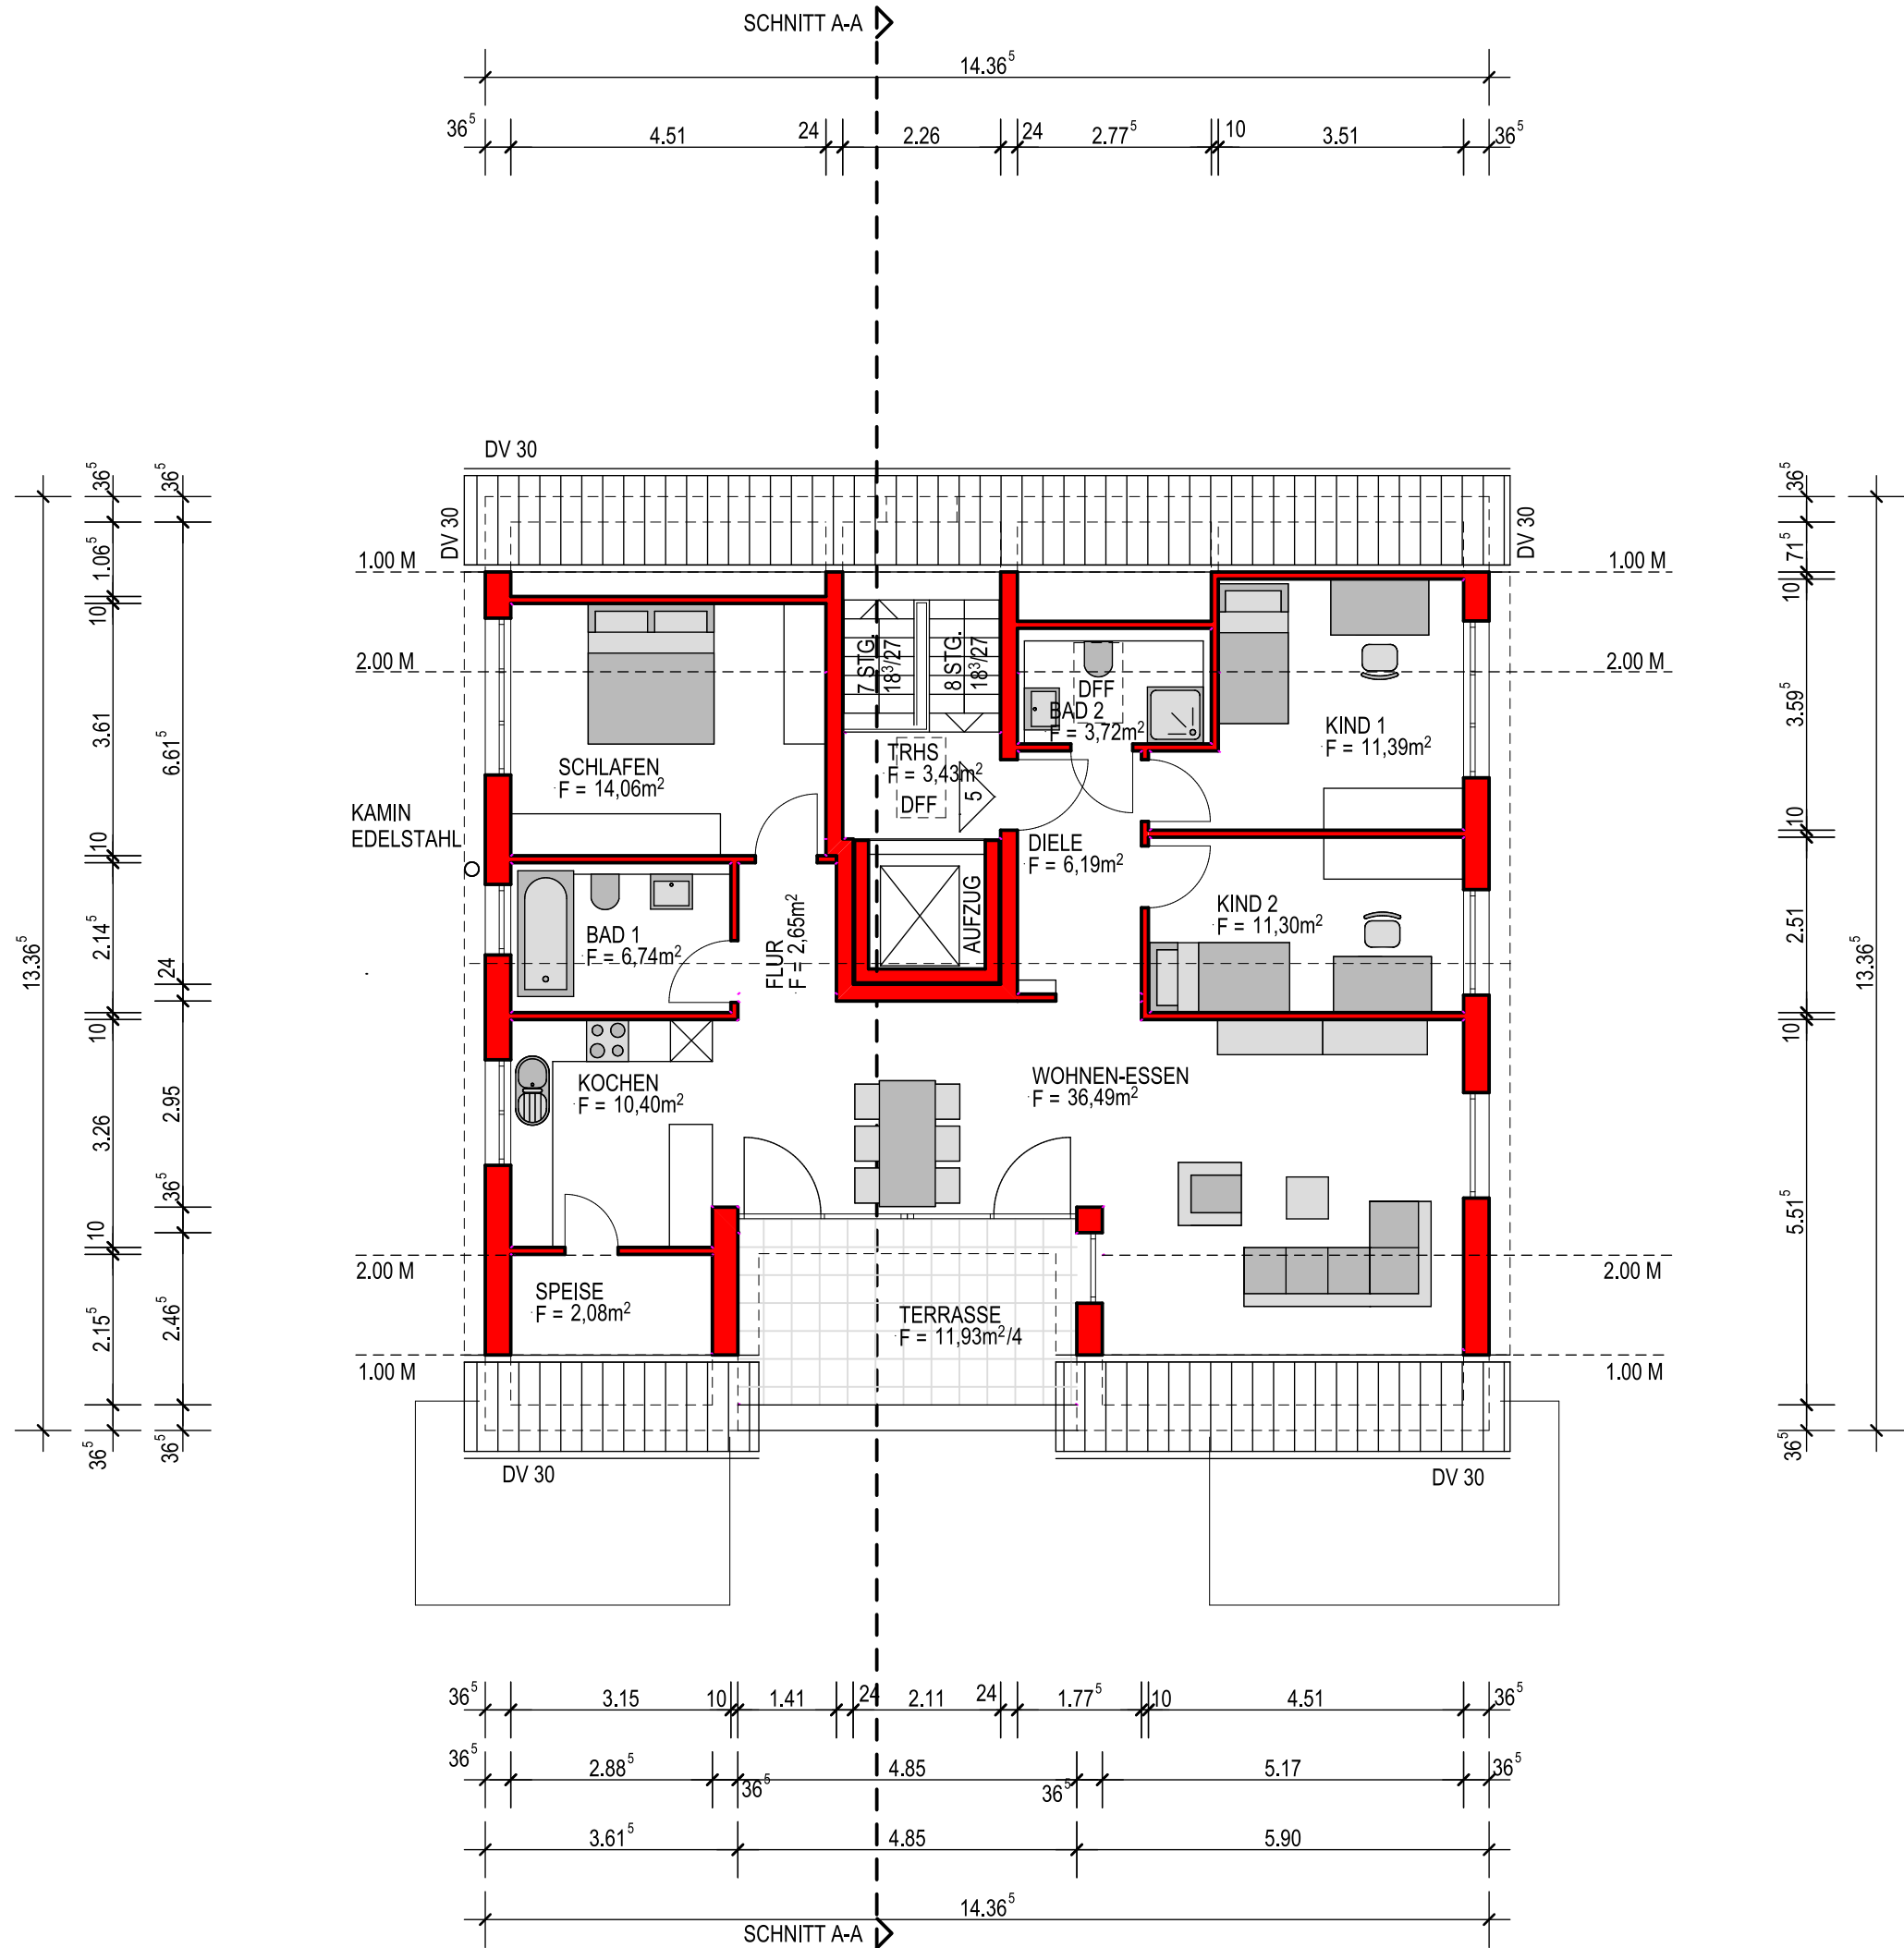 SCHNITT A-A
14.36⁵
36⁵ 4.51 24 2.26 24 2.77⁵ 10 3.51 36⁵
DV 30
DV 30
DV 30
36⁵ 36⁵ 36⁵
1.06⁵ 71⁵
1.00 M 1.00 M
10 10
2.00 M 2.00 M
7 STG.
18³/27
8 STG.
18³/27
DFF
BAD 2
F = 3,72m²
KIND 1
F = 11,39m²
3.61 6.61⁵ 3.59⁵
SCHLAFEN
F = 14,06m²
TRHS
F = 3,43m²
DFF
5
KAMIN
EDELSTAHL
10 10
DIELE
F = 6,19m²
AUFZUG
KIND 2
F = 11,30m²
BAD 1
F = 6,74m²
FLUR
F = 2,65m²
13.36⁵ 2.14⁵ 24 2.51 13.36⁵
10 10
KOCHEN
F = 10,40m²
WOHNEN-ESSEN
F = 36,49m²
3.26 2.95
36⁵
10 5.51⁵
2.00 M 2.00 M
SPEISE
F = 2,08m²
TERRASSE
F = 11,93m²/4
2.15⁵ 2.46⁵
1.00 M 1.00 M
36⁵ 36⁵ 36⁵
DV 30 DV 30
36⁵ 3.15 10 1.41 24 2.11 24 1.77⁵ 10 4.51 36⁵
36⁵ 2.88⁵ 36⁵ 4.85 36⁵ 5.17 36⁵
3.61⁵ 4.85 5.90
14.36⁵
SCHNITT A-A